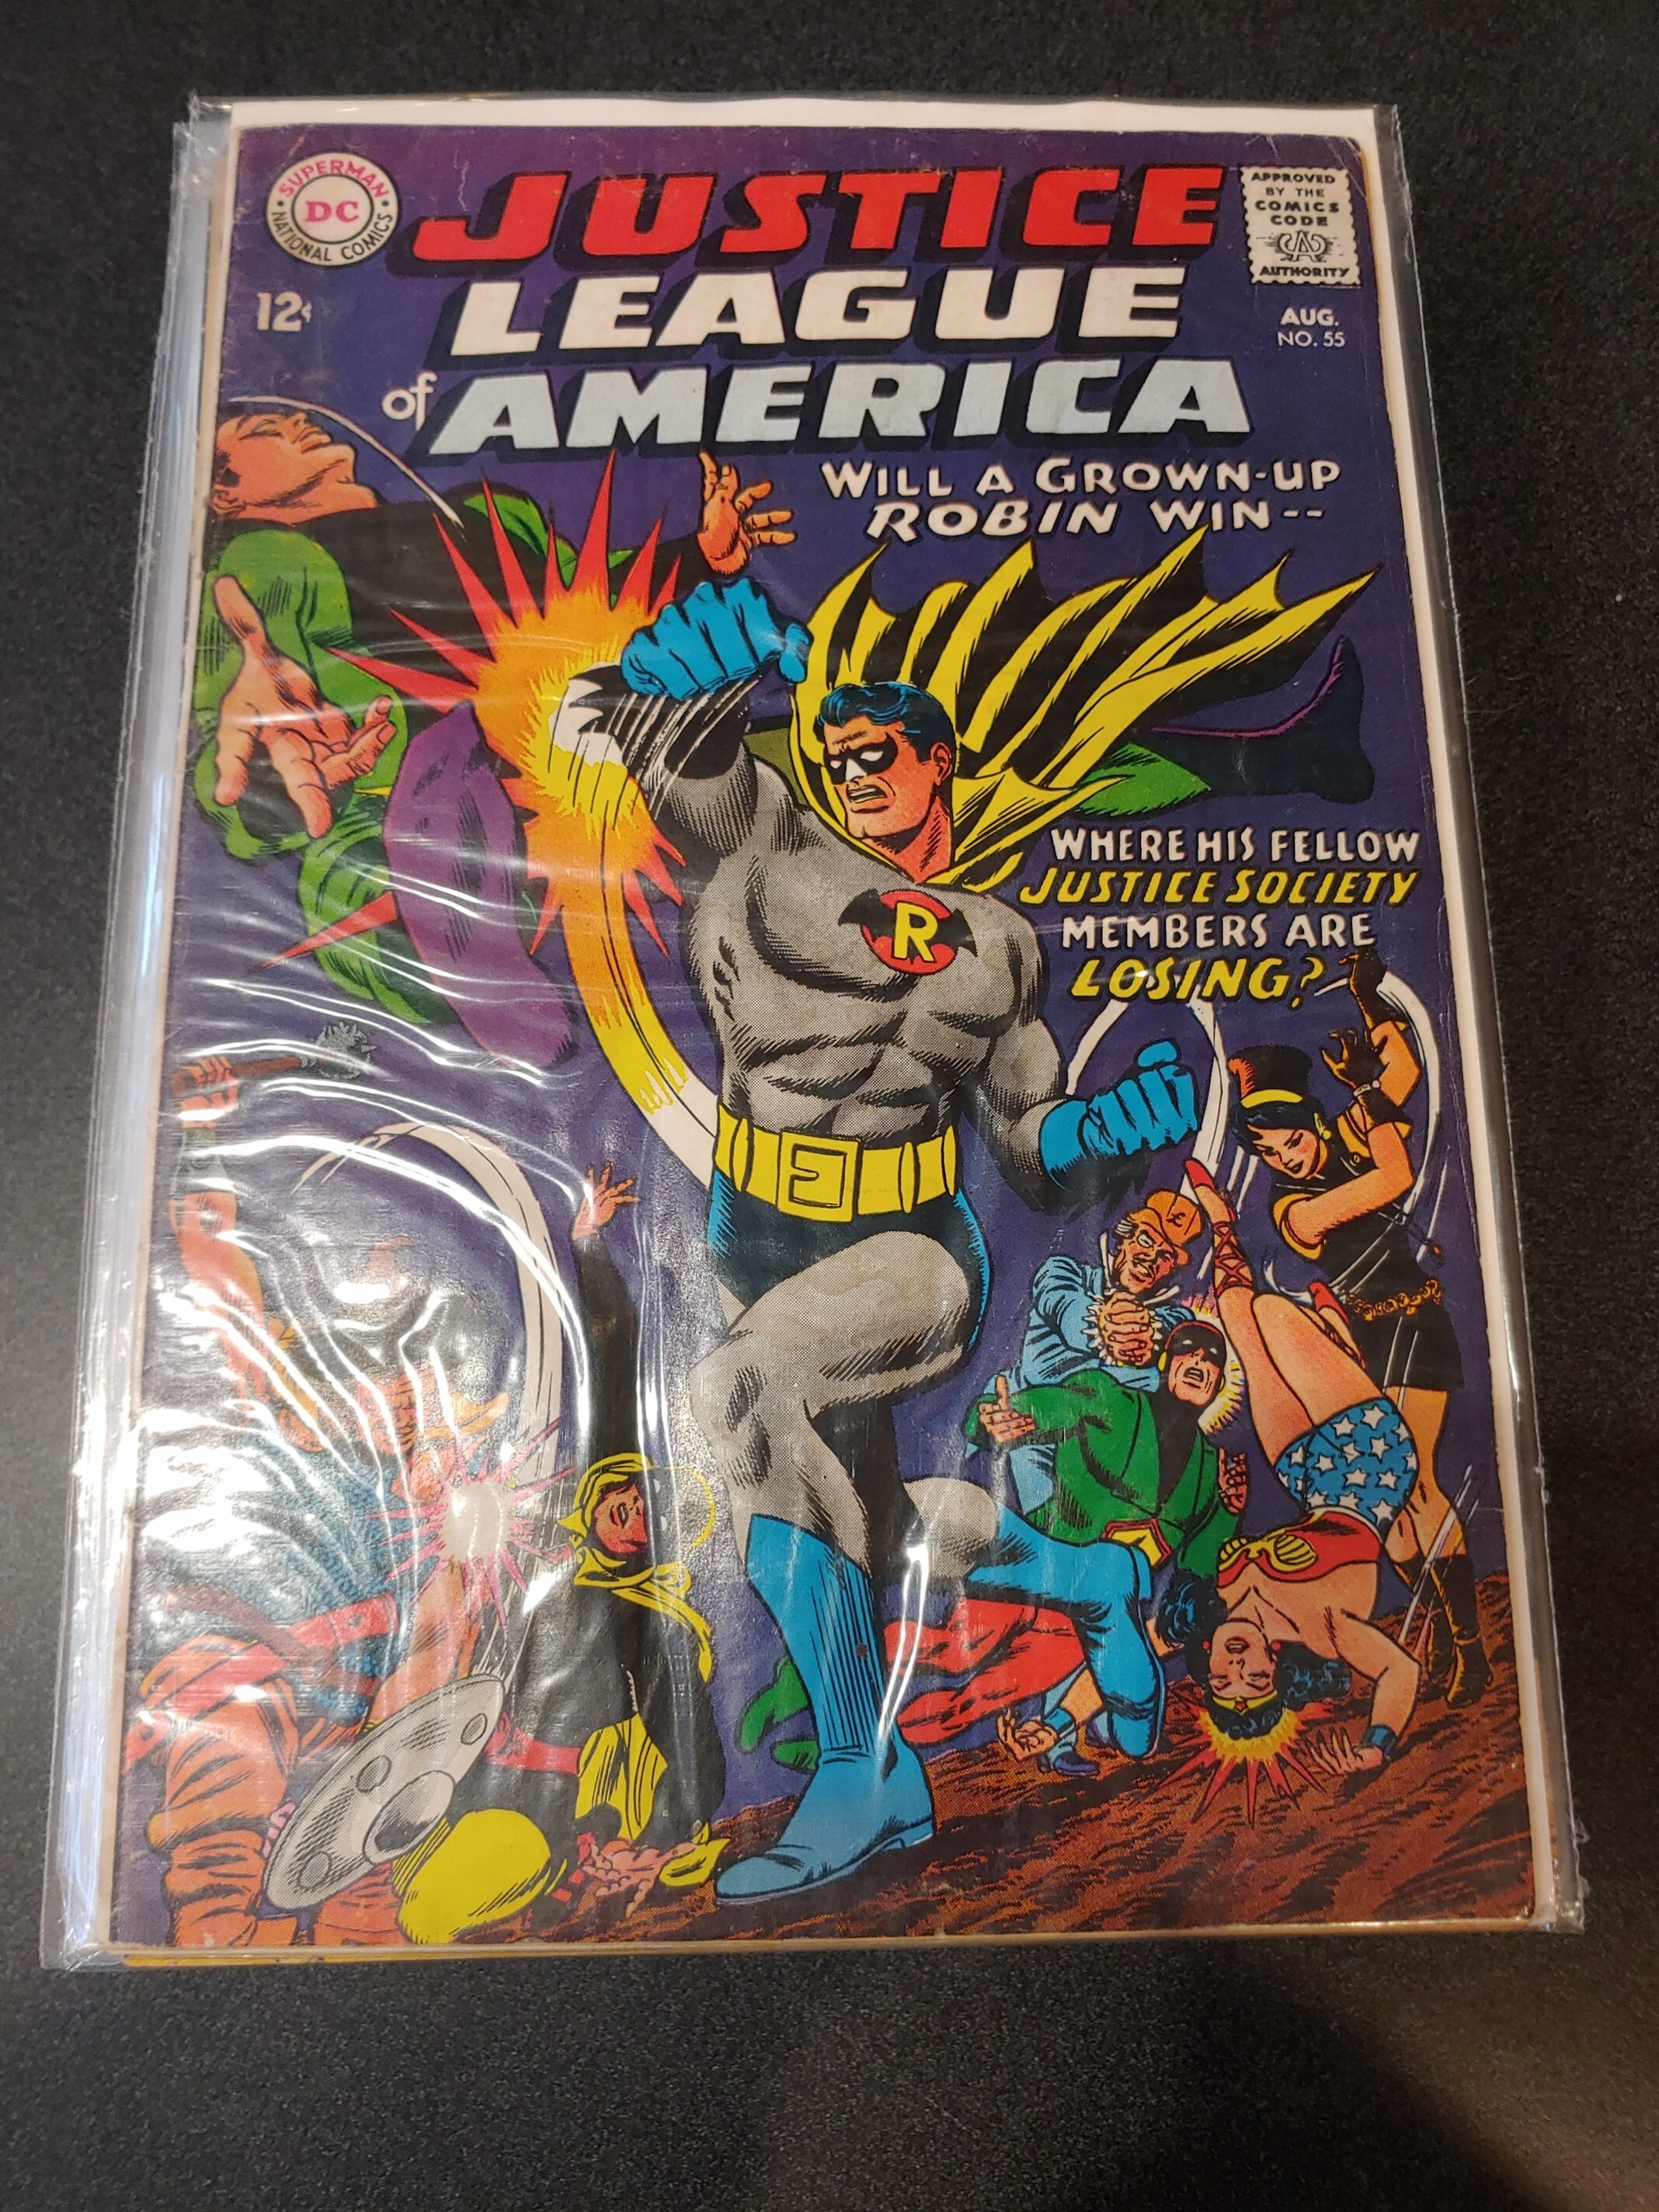 SUPERMAN
DC
NATIONAL COMICS
JUSTICE
LEAGUE
of AMERICA
APPROVED
BY THE
COMICS
CODE
CA
AUTHORITY
12¢
AUG.
NO. 55
WILL A GROWN-UP
ROBIN WIN--
R
WHERE HIS FELLOW
JUSTICE SOCIETY
MEMBERS ARE
LOSING?
£